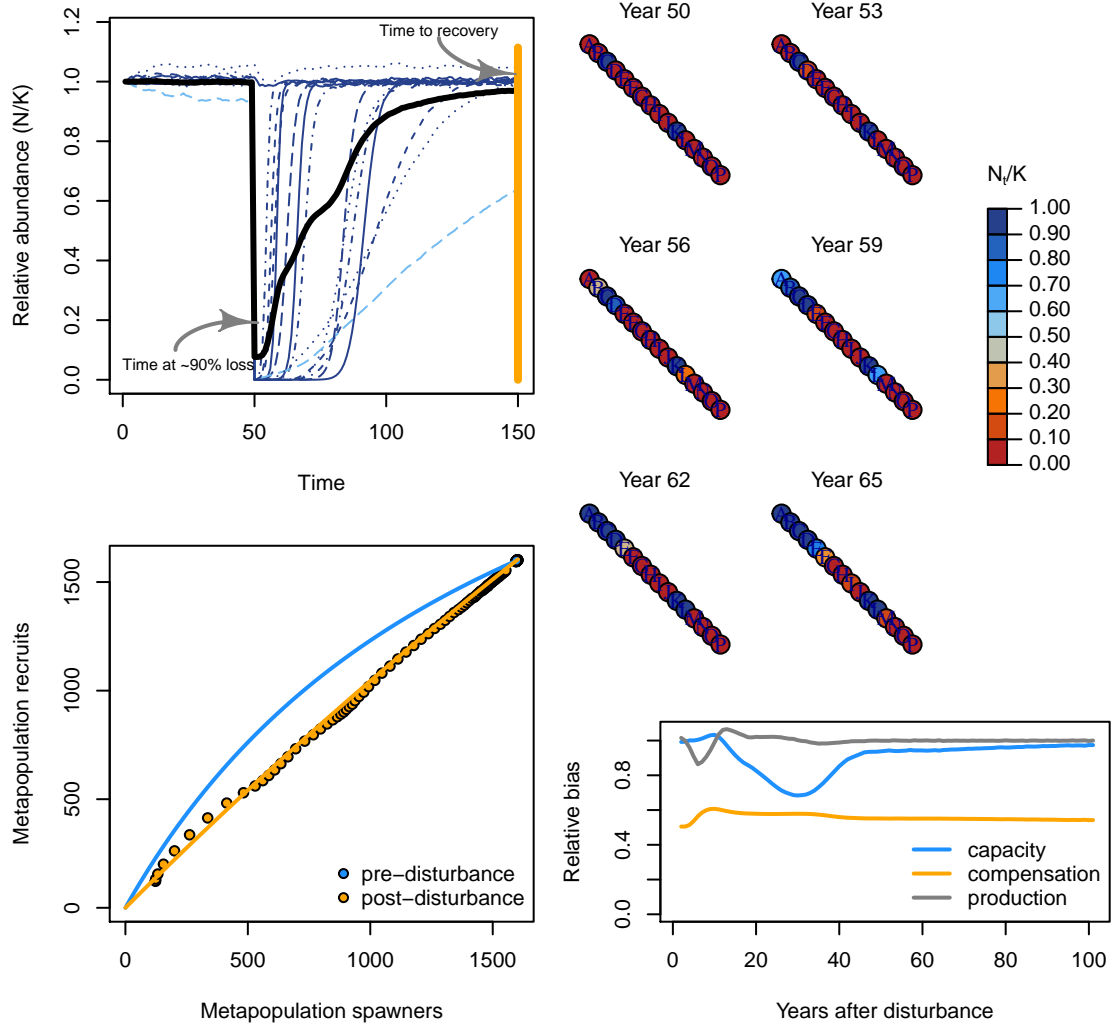 Relative abundance (N/K)
0.0
0.2
0.4
0.6
0.8
1.0
1.2
Time to recovery
Time at ~90% loss
0
50
100
150
Time
Year 50
Year 53
Year 56
Year 59
Year 62
Year 65
Nt/K
1.00
0.90
0.80
0.70
0.60
0.50
0.40
0.30
0.20
0.10
0.00
Metapopulation recruits
0
500
1000
1500
pre−disturbance
post−disturbance
0
500
1000
1500
Metapopulation spawners
Relative bias
0.0
0.4
0.8
capacity
compensation
production
0
20
40
60
80
100
Years after disturbance